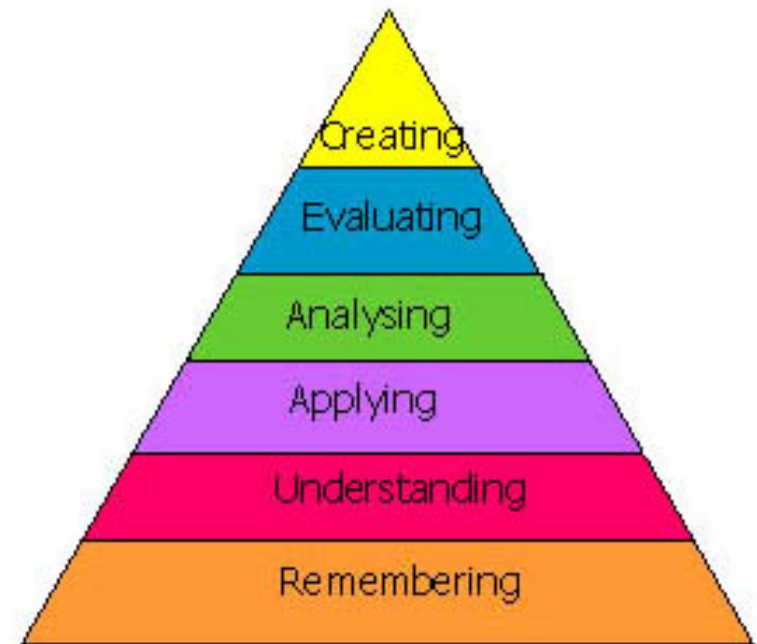 Creating
Evaluating
Analysing
Applying
Understanding
Remembering